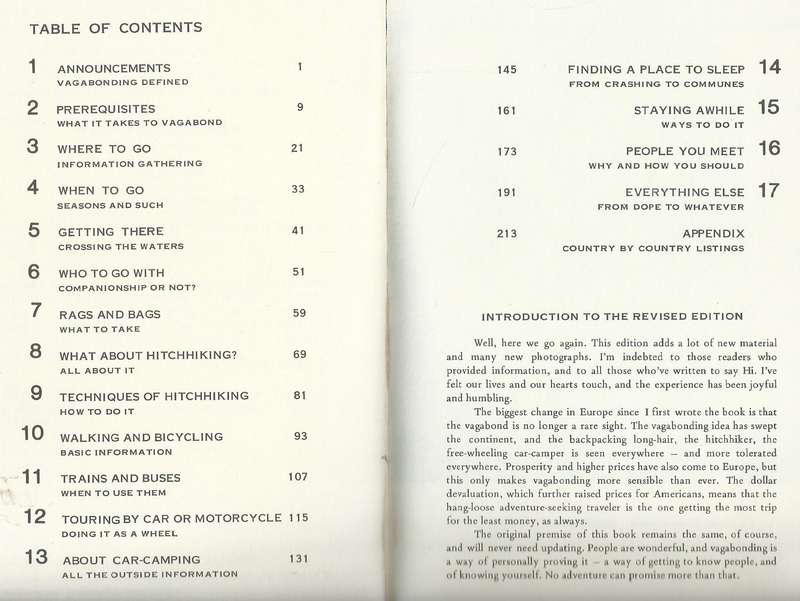 TABLE OF CONTENTS
1 ANNOUNCEMENTS 1
VAGABONDING DEFINED
2 PREREQUISITES 9
WHAT IT TAKES TO VAGABOND
3 WHERE TO GO 21
INFORMATION GATHERING
4 WHEN TO GO 33
SEASONS AND SUCH
5 GETTING THERE 41
CROSSING THE WATERS
6 WHO TO GO WITH 51
COMPANIONSHIP OR NOT?
7 RAGS AND BAGS 59
WHAT TO TAKE
8 WHAT ABOUT HITCHHIKING? 69
ALL ABOUT IT
9 TECHNIQUES OF HITCHHIKING 81
HOW TO DO IT
10 WALKING AND BICYCLING 93
BASIC INFORMATION
11 TRAINS AND BUSES 107
WHEN TO USE THEM
12 TOURING BY CAR OR MOTORCYCLE 115
DOING IT AS A WHEEL
13 ABOUT CAR-CAMPING 131
ALL THE OUTSIDE INFORMATION
145 FINDING A PLACE TO SLEEP 14
FROM CRASHING TO COMMUNES
161 STAYING AWHILE 15
WAYS TO DO IT
173 PEOPLE YOU MEET 16
WHY AND HOW YOU SHOULD
191 EVERYTHING ELSE 17
FROM DOPE TO WHATEVER
213 APPENDIX
COUNTRY BY COUNTRY LISTINGS
INTRODUCTION TO THE REVISED EDITION
Well, here we go again. This edition adds a lot of new material
and many new photographs. I'm indebted to those readers who
provided information, and to all those who've written to say Hi. I've
felt our lives and our hearts touch, and the experience has been joyful
and humbling.
The biggest change in Europe since I first wrote the book is that
the vagabond is no longer a rare sight. The vagabonding idea has swept
the continent, and the backpacking long-hair, the hitchhiker, the
free-wheeling car-camper is seen everywhere – and more tolerated
everywhere. Prosperity and higher prices have also come to Europe, but
this only makes vagabonding more sensible than ever. The dollar
devaluation, which further raised prices for Americans, means that the
hang-loose adventure-seeking traveler is the one getting the most trip
for the least money, as always.
The original premise of this book remains the same, of course,
and will never need updating. People are wonderful, and vagabonding is
a way of personally proving it – a way of getting to know people, and
of knowing yourself. No adventure can promise more than that.